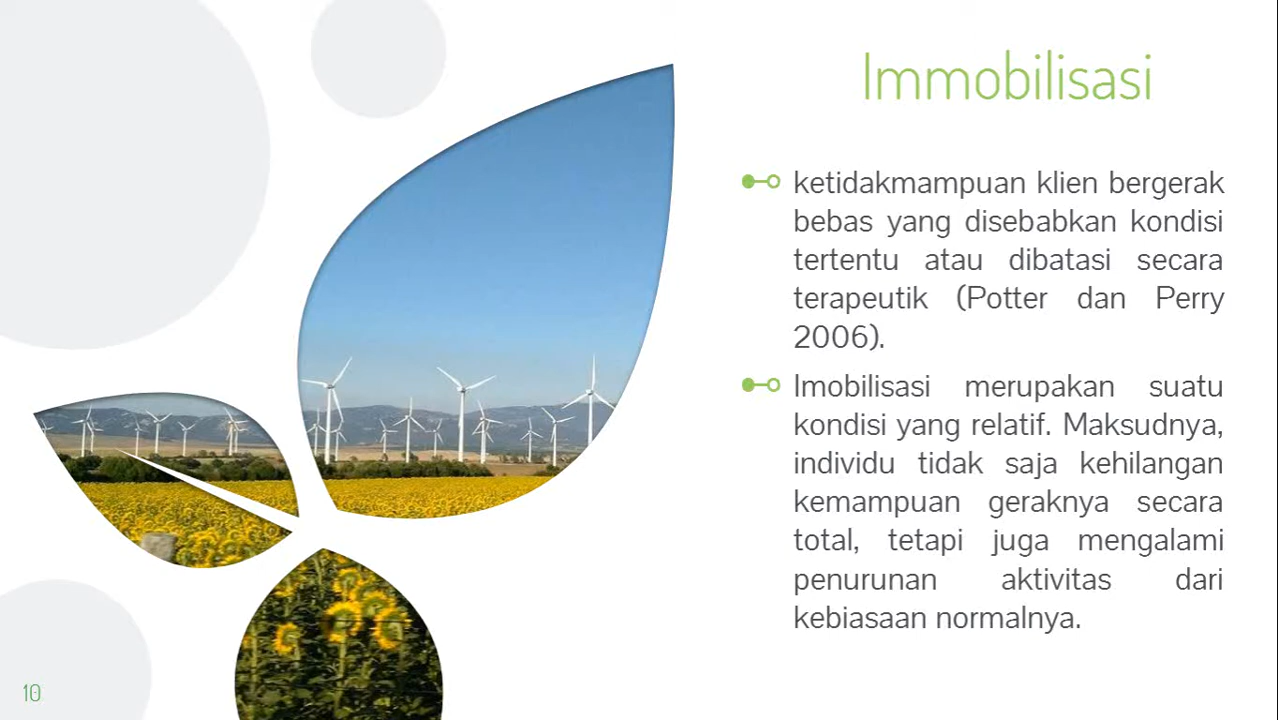 Immobilisasi
ketidakmampuan klien bergerak
bebas yang disebabkan kondisi
tertentu atau dibatasi secara
terapeutik (Potter dan Perry
2006).
Imobilisasi merupakan suatu
kondisi yang relatif. Maksudnya,
individu tidak saja kehilangan
kemampuan geraknya secara
total, tetapi juga mengalami
penurunan aktivitas dari
kebiasaan normalnya.
10